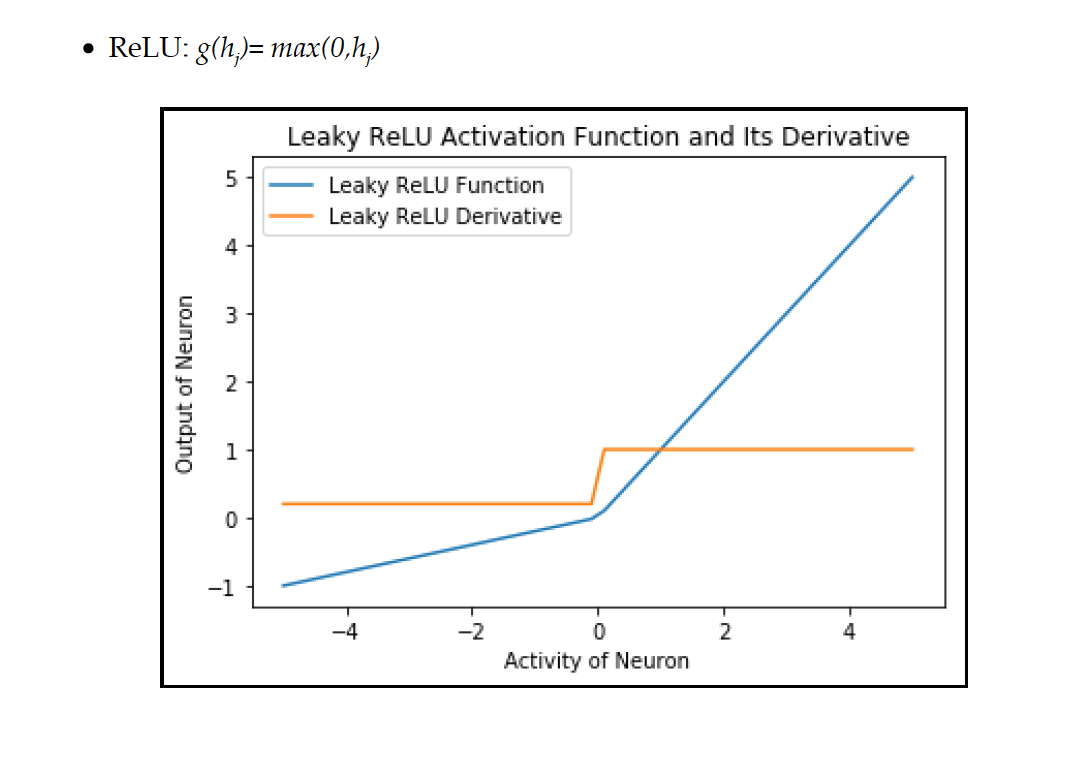 • ReLU: g(hⱼ)= max(0,hⱼ)
Leaky ReLU Activation Function and Its Derivative
Leaky ReLU Function
Leaky ReLU Derivative
5
4
3
2
1
0
−1
Output of Neuron
−4 −2 0 2 4
Activity of Neuron